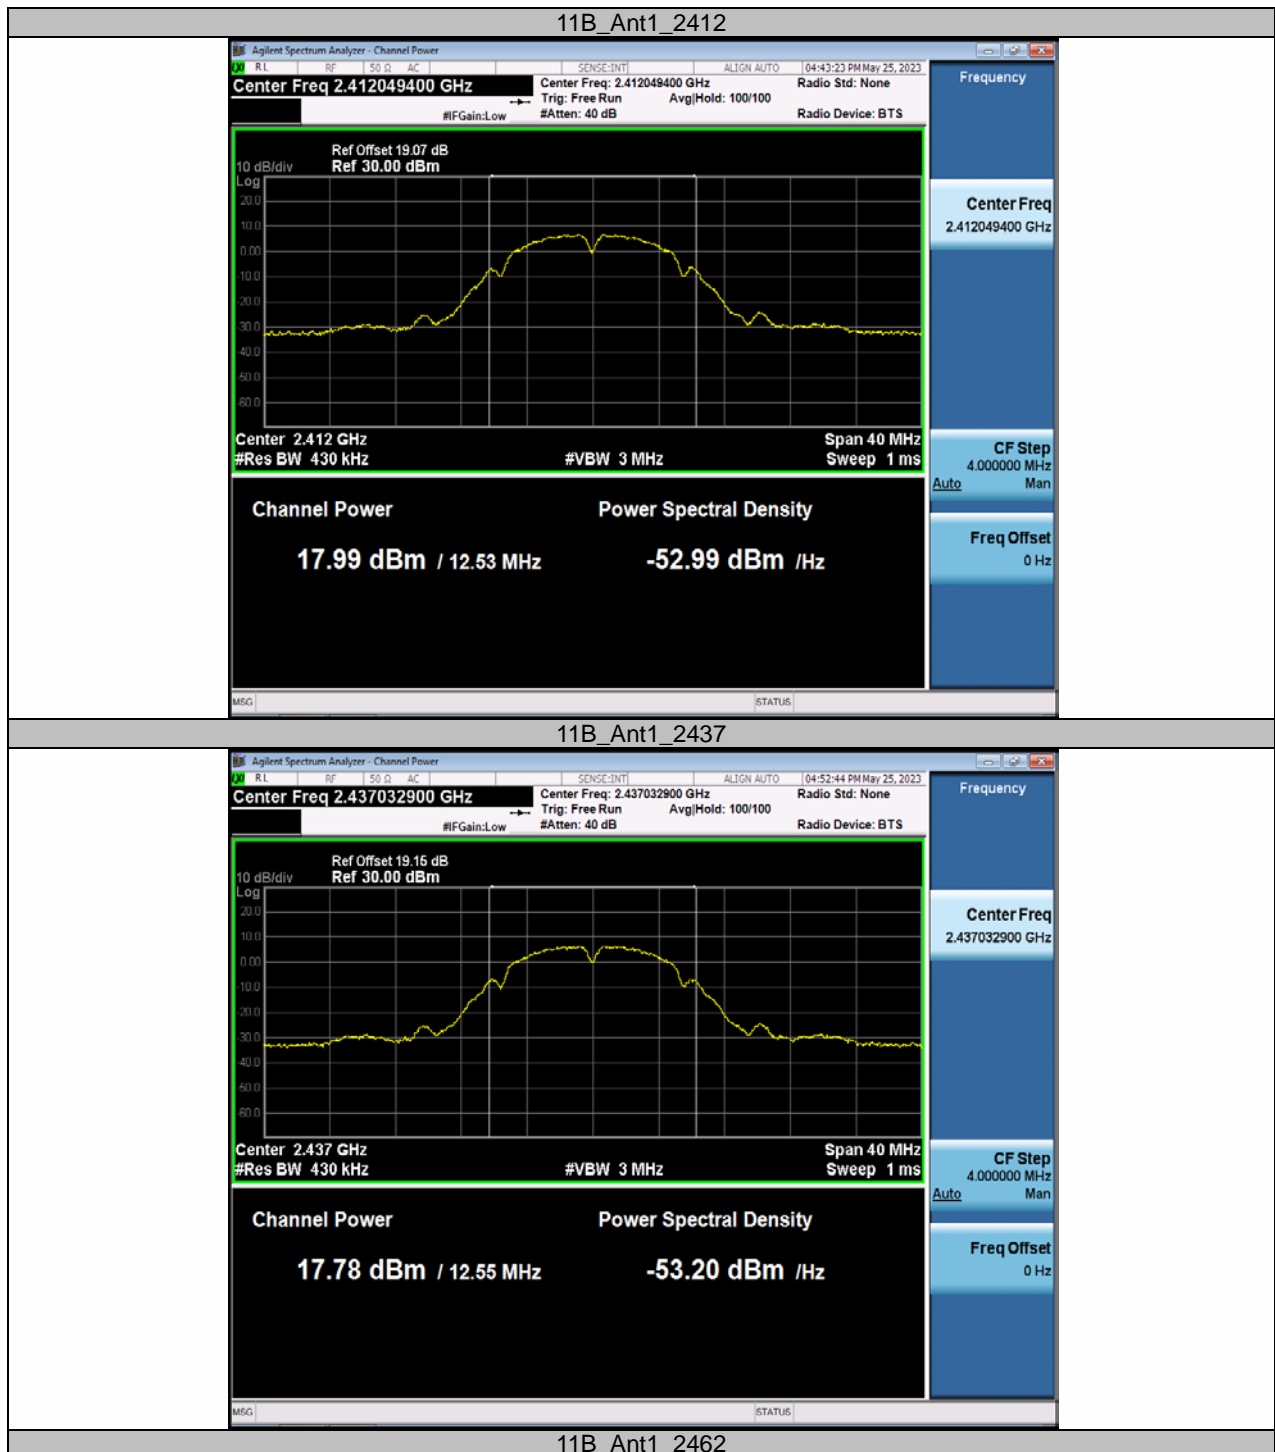 11B_Ant1_2412
Agilent Spectrum Analyzer - Channel Power
RL RF 50 Ω AC SENSE:INT ALIGN AUTO 04:43:23 PM May 25, 2023
Center Freq 2.412049400 GHz
Center Freq: 2.412049400 GHz Radio Std: None
Trig: Free Run Avg|Hold: 100/100
#IFGain:Low #Atten: 40 dB Radio Device: BTS
Frequency
Ref Offset 19.07 dB
10 dB/div Ref 30.00 dBm
Log
20.0
10.0
0.00
-10.0
-20.0
-30.0
-40.0
-50.0
-60.0
Center Freq
2.412049400 GHz
Center 2.412 GHz Span 40 MHz
#Res BW 430 kHz #VBW 3 MHz Sweep 1 ms
CF Step
4.000000 MHz
Auto Man
Channel Power Power Spectral Density
17.99 dBm / 12.53 MHz -52.99 dBm /Hz
Freq Offset
0 Hz
MSG STATUS
11B_Ant1_2437
Agilent Spectrum Analyzer - Channel Power
RL RF 50 Ω AC SENSE:INT ALIGN AUTO 04:52:44 PM May 25, 2023
Center Freq 2.437032900 GHz
Center Freq: 2.437032900 GHz Radio Std: None
Trig: Free Run Avg|Hold: 100/100
#IFGain:Low #Atten: 40 dB Radio Device: BTS
Frequency
Ref Offset 19.15 dB
10 dB/div Ref 30.00 dBm
Log
20.0
10.0
0.00
-10.0
-20.0
-30.0
-40.0
-50.0
-60.0
Center Freq
2.437032900 GHz
Center 2.437 GHz Span 40 MHz
#Res BW 430 kHz #VBW 3 MHz Sweep 1 ms
CF Step
4.000000 MHz
Auto Man
Channel Power Power Spectral Density
17.78 dBm / 12.55 MHz -53.20 dBm /Hz
Freq Offset
0 Hz
MSG STATUS
11B_Ant1_2462